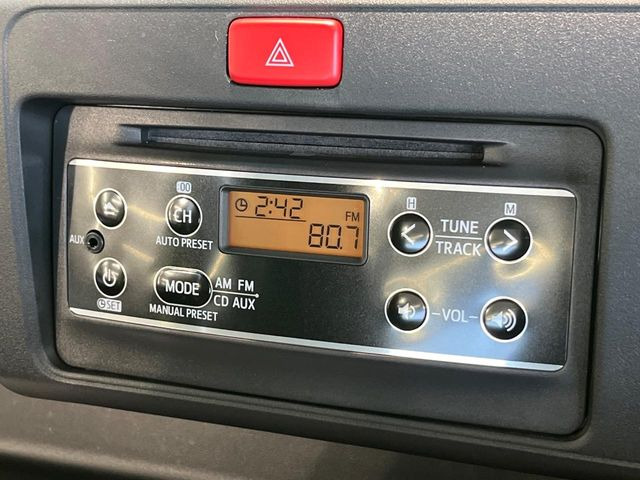 :00
CH
AUTO PRESET
2:42
FM
80.7
H
M
TUNE
TRACK
AUX
MODE
AM FM
CD AUX
MANUAL PRESET
SET
-VOL-